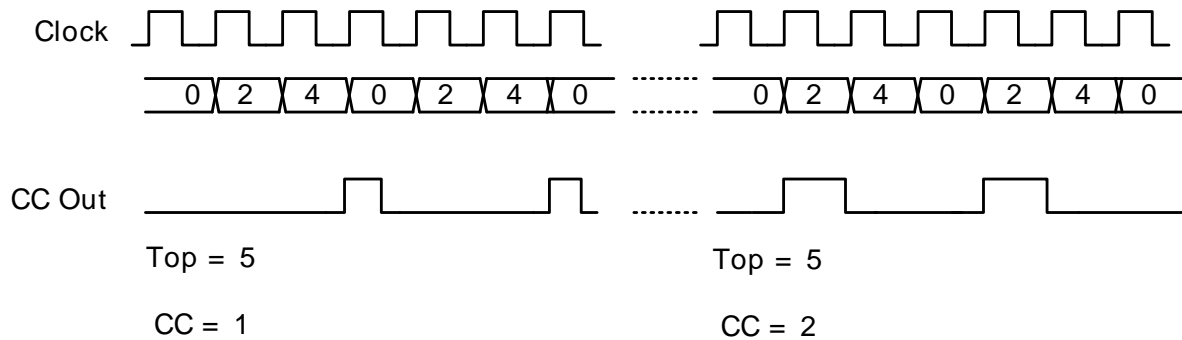 Clock
0 2 4 0 2 4 0 0 2 4 0 2 4 0
CC Out
Top = 5 Top = 5
CC = 1 CC = 2